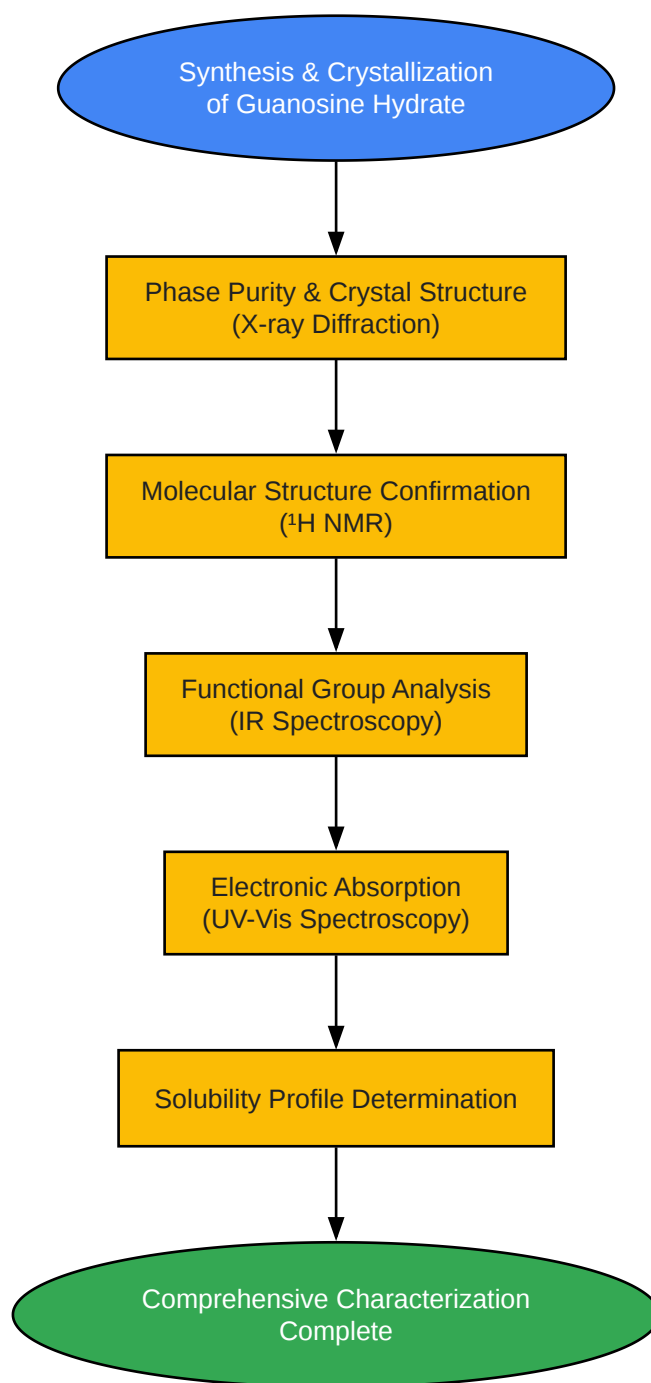 Synthesis & Crystallization
of Guanosine Hydrate
Phase Purity & Crystal Structure
(X-ray Diffraction)
Molecular Structure Confirmation
(¹H NMR)
Functional Group Analysis
(IR Spectroscopy)
Electronic Absorption
(UV-Vis Spectroscopy)
Solubility Profile Determination
Comprehensive Characterization
Complete